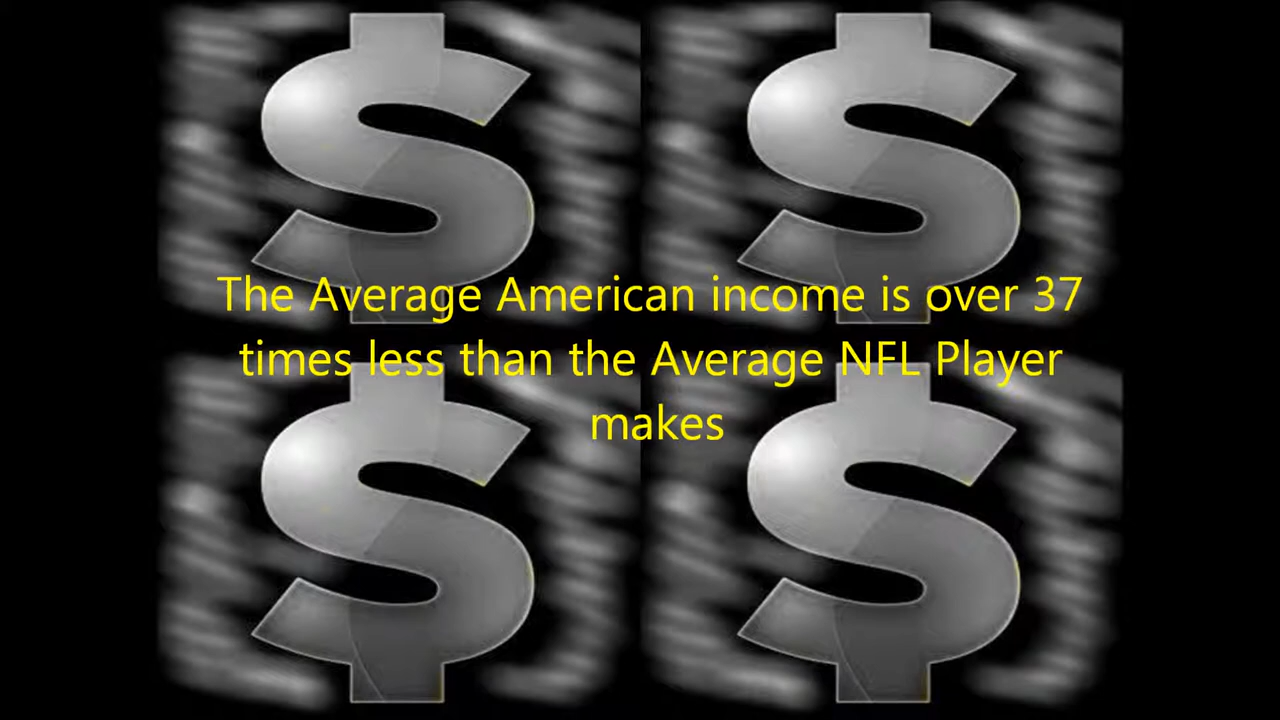 The Average American income is over 37
times less than the Average NFL Player
makes